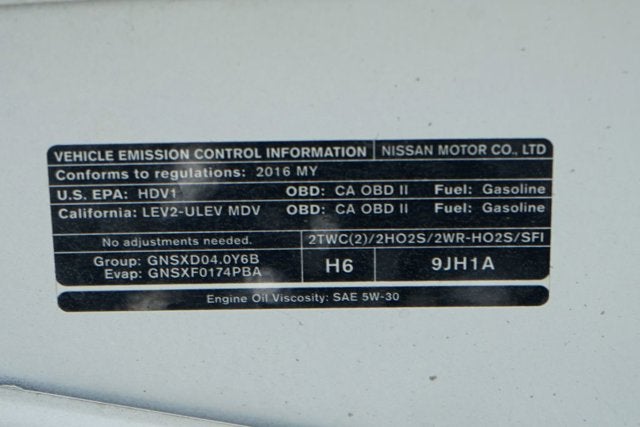 VEHICLE EMISSION CONTROL INFORMATION NISSAN MOTOR CO., LTD
Conforms to regulations: 2016 MY
U.S. EPA: HDV1 OBD: CA OBD II Fuel: Gasoline
California: LEV2-ULEV MDV OBD: CA OBD II Fuel: Gasoline
No adjustments needed. 2TWC(2)/2HO2S/2WR-HO2S/SFI
Group: GNSXD04.0Y6B H6 9JH1A
Evap: GNSXF0174PBA
Engine Oil Viscosity: SAE 5W-30